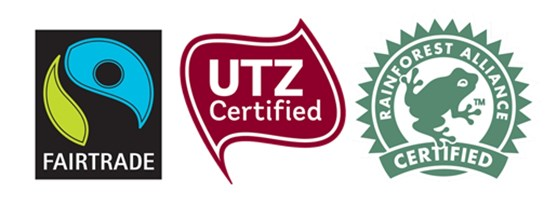 FAIRTRADE
UTZ
Certified
RAINFOREST ALLIANCE
TM
CERTIFIED